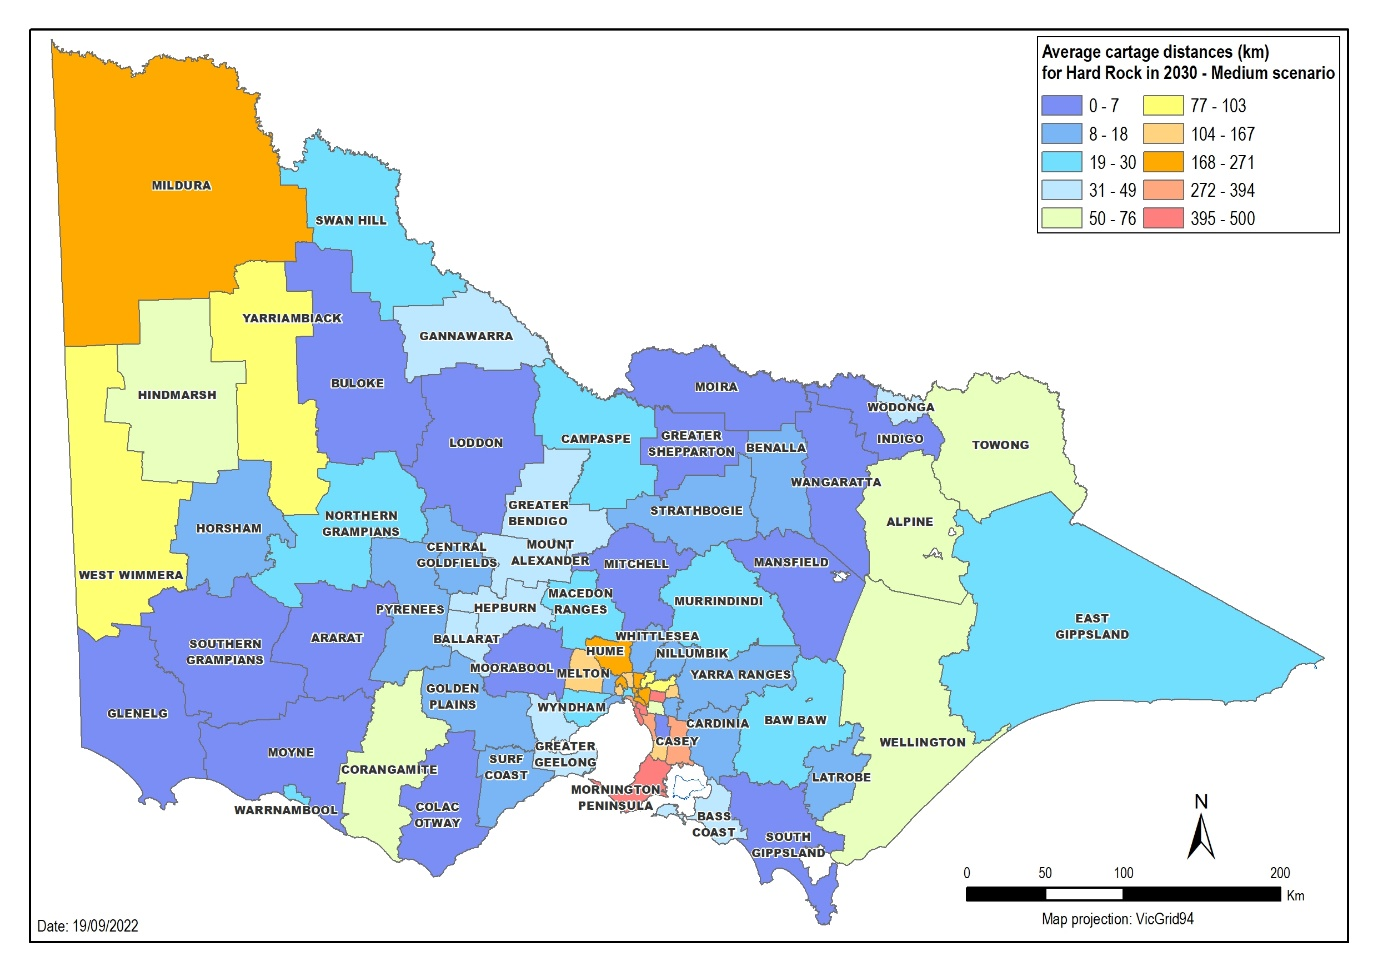 Average cartage distances (km)
for Hard Rock in 2030 - Medium scenario
0 - 7
77 - 103
8 - 18
104 - 167
19 - 30
168 - 271
31 - 49
272 - 394
50 - 76
395 - 500
MILDURA
SWAN HILL
YARRIAMBIACK
GANNAWARRA
BULOKE
HINDMARSH
MOIRA
WODONGA
LODDON
CAMPASPE
GREATER
SHEPPARTON
BENALLA
INDIGO
TOWONG
WANGARATTA
HORSHAM
NORTHERN
GRAMPIANS
GREATER
BENDIGO
STRATHBOGIE
ALPINE
CENTRAL
GOLDFIELDS
MOUNT
ALEXANDER
MITCHELL
MANSFIELD
WEST WIMMERA
PYRENEES
HEPBURN
MACEDON
RANGES
MURRINDINDI
EAST
GIPPSLAND
SOUTHERN
GRAMPIANS
ARARAT
BALLARAT
HUME
WHITTLESEA
NILLUMBIK
MOORABOOL
MELTON
YARRA RANGES
GLENELG
GOLDEN
PLAINS
WYNDHAM
CARDINIA
BAW BAW
CASEY
WELLINGTON
MOYNE
CORANGAMITE
SURF
COAST
GREATER
GEELONG
LATROBE
MORNINGTON
PENINSULA
WARRNAMBOOL
COLAC
OTWAY
BASS
COAST
SOUTH
GIPPSLAND
N
0
50
100
200
Km
Map projection: VicGrid94
Date: 19/09/2022